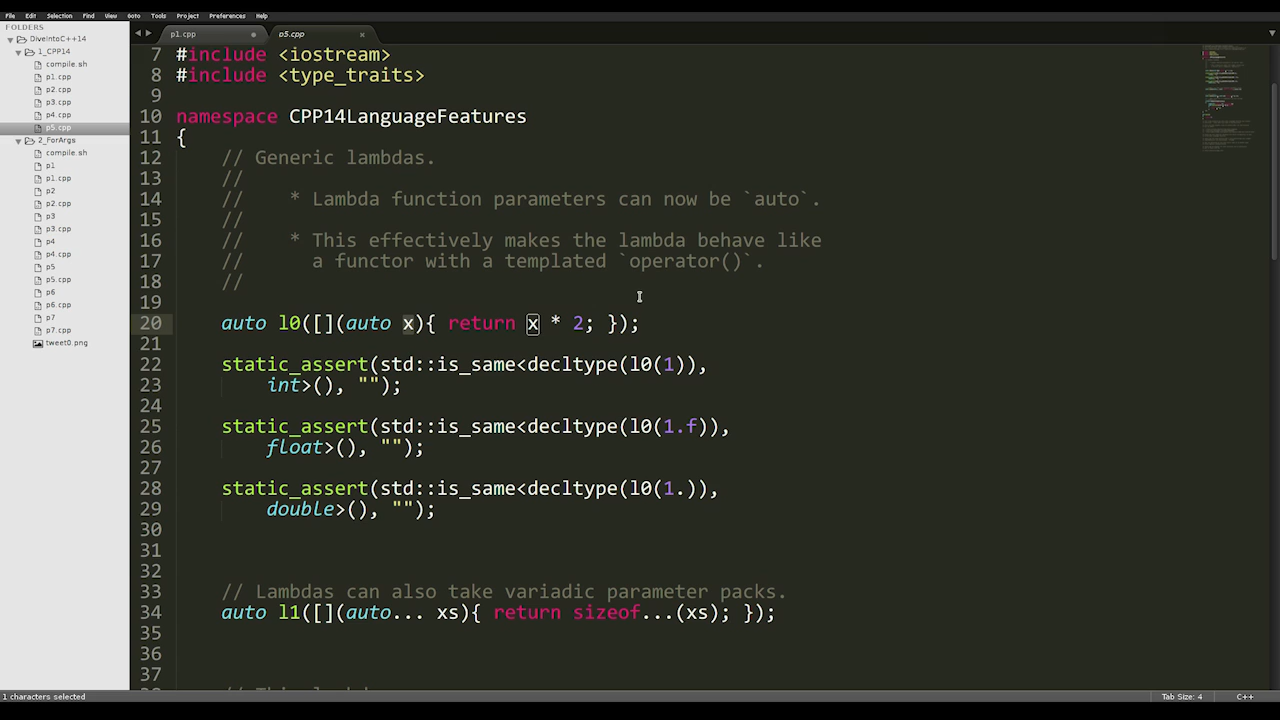 File Edit Selection Find View Goto Tools Project Preferences Help
FOLDERS
DiveIntoC++14
1_CPP14
compile.sh
p1.cpp
p2.cpp
p3.cpp
p4.cpp
p5.cpp
2_ForArgs
compile.sh
p1
p1.cpp
p2
p2.cpp
p3
p3.cpp
p4
p4.cpp
p5
p5.cpp
p6
p6.cpp
p7
p7.cpp
tweet0.png
p1.cpp p5.cpp
7 #include <iostream>
8 #include <type_traits>
9
10 namespace CPP14LanguageFeatures
11 {
12 // Generic lambdas.
13 //
14 // * Lambda function parameters can now be `auto`.
15 //
16 // * This effectively makes the lambda behave like
17 // a functor with a templated `operator()`.
18 //
19
20 auto l0([](auto x){ return x * 2; });
21
22 static_assert(std::is_same<decltype(l0(1)),
23 int>(), "");
24
25 static_assert(std::is_same<decltype(l0(1.f)),
26 float>(), "");
27
28 static_assert(std::is_same<decltype(l0(1.)),
29 double>(), "");
30
31
32
33 // Lambdas can also take variadic parameter packs.
34 auto l1([](auto... xs){ return sizeof...(xs); });
35
36
37
1 characters selected
Tab Size: 4 C++